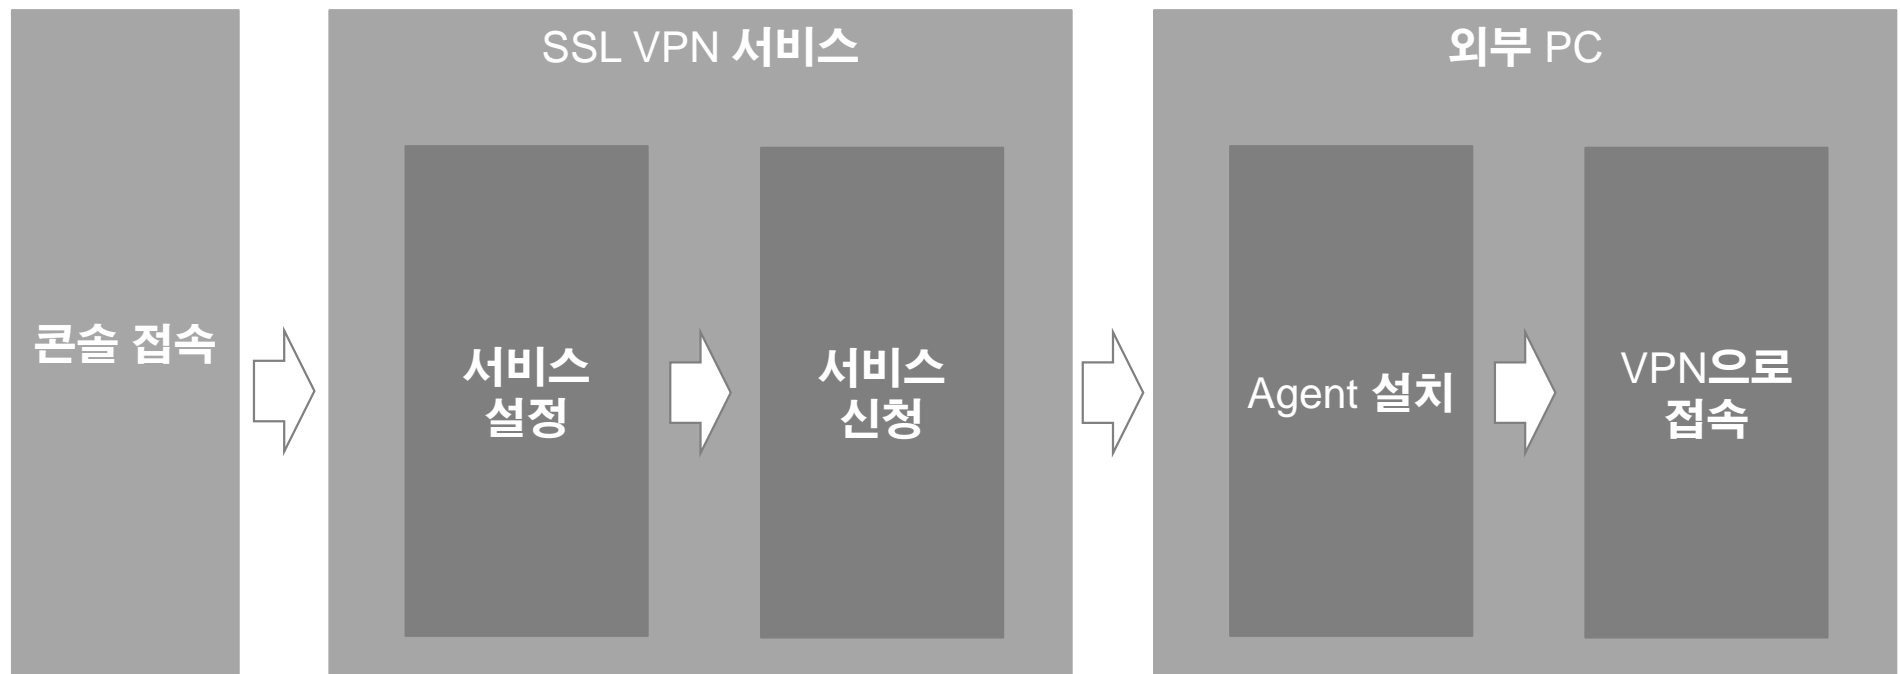 콘솔 접속
SSL VPN 서비스
서비스
설정
서비스
신청
외부 PC
Agent 설치
VPN으로
접속